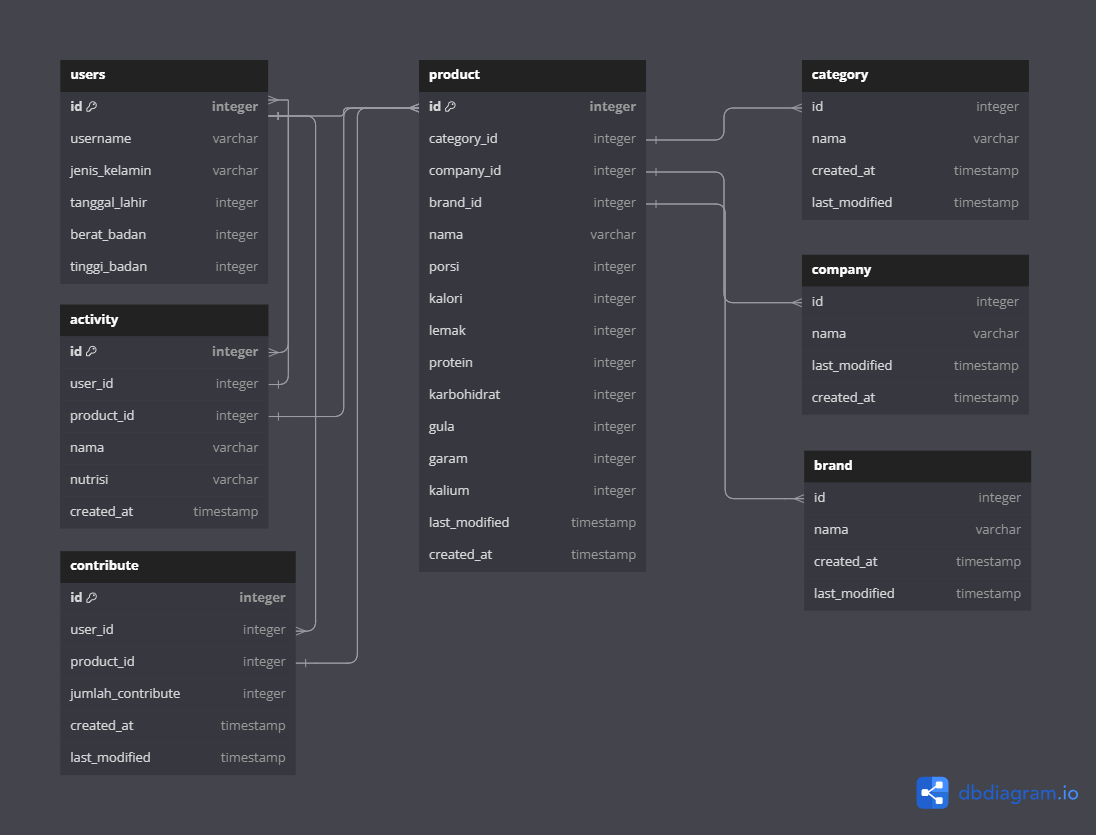 users
id integer
username varchar
jenis_kelamin varchar
tanggal_lahir integer
berat_badan integer
tinggi_badan integer
activity
id integer
user_id integer
product_id integer
nama varchar
nutrisi varchar
created_at timestamp
contribute
id integer
user_id integer
product_id integer
jumlah_contribute integer
created_at timestamp
last_modified timestamp
product
id integer
category_id integer
company_id integer
brand_id integer
nama varchar
porsi integer
kalori integer
lemak integer
protein integer
karbohidrat integer
gula integer
garam integer
kalium integer
last_modified timestamp
created_at timestamp
category
id integer
nama varchar
created_at timestamp
last_modified timestamp
company
id integer
nama varchar
last_modified timestamp
created_at timestamp
brand
id integer
nama varchar
created_at timestamp
last_modified timestamp
dbdiagram.io